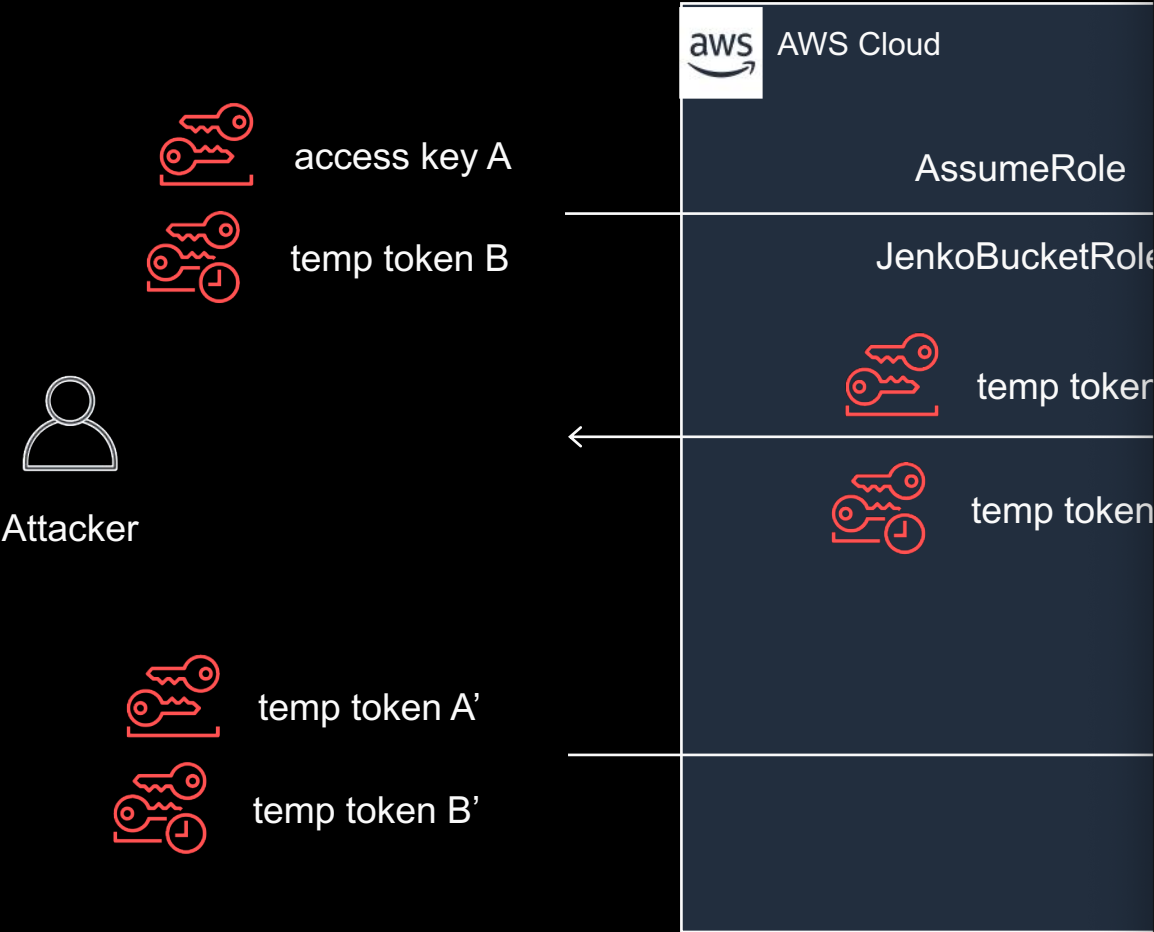 aws
AWS Cloud
access key A
AssumeRole
temp token B
JenkoBucketRole
temp token
temp token
Attacker
temp token A’
temp token B’